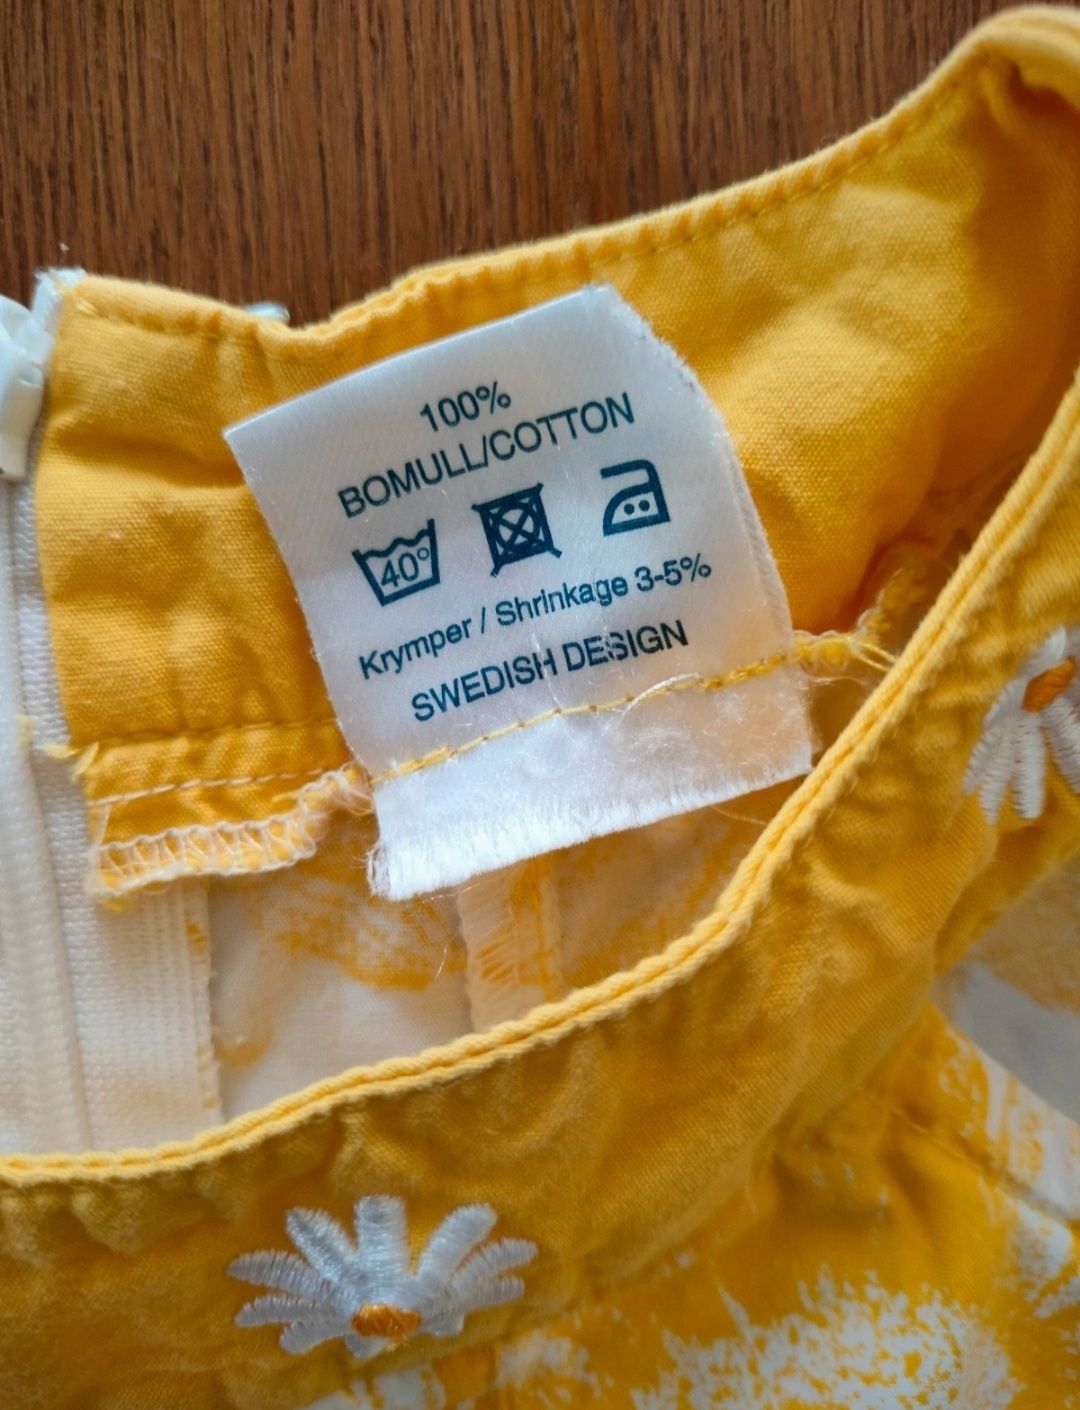 100%
BOMULL/COTTON
40°
Krymper / Shrinkage 3-5%
SWEDISH DESIGN